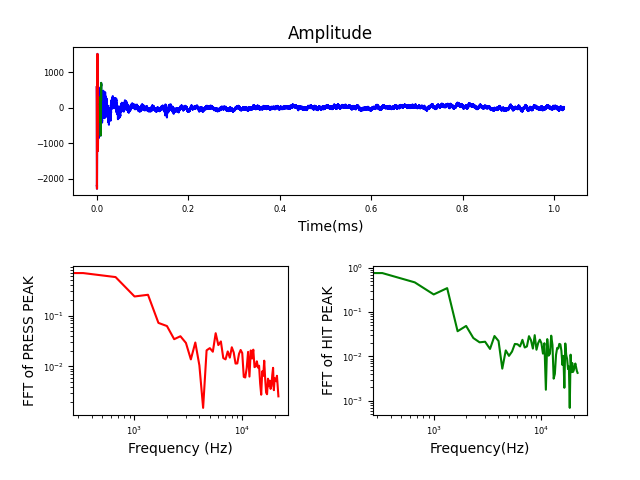 Amplitude
1000
0
−1000
−2000
0.0 0.2 0.4 0.6 0.8 1.0
Time(ms)
FFT of PRESS PEAK
10⁻¹
10⁻²
10³ 10⁴
Frequency (Hz)
FFT of HIT PEAK
10⁰
10⁻¹
10⁻²
10⁻³
10³ 10⁴
Frequency(Hz)